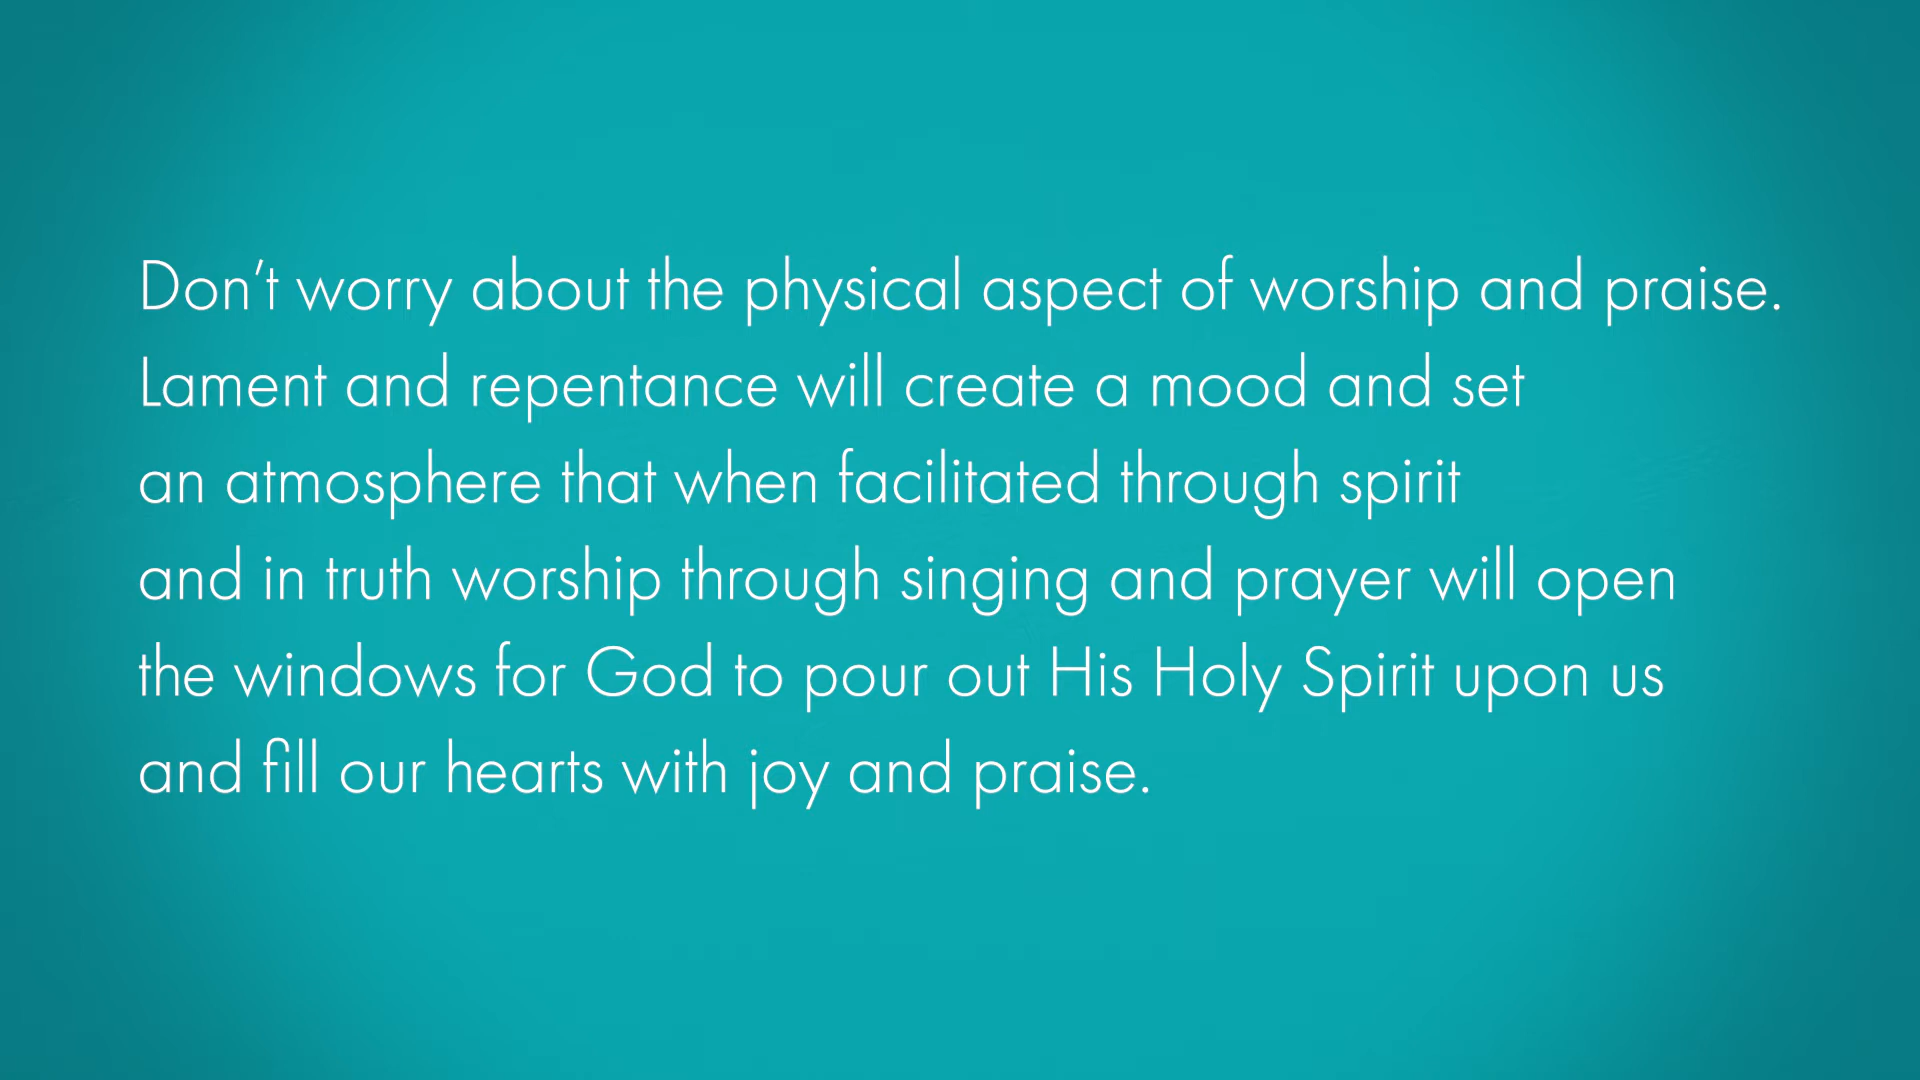 Don’t worry about the physical aspect of worship and praise.
Lament and repentance will create a mood and set
an atmosphere that when facilitated through spirit
and in truth worship through singing and prayer will open
the windows for God to pour out His Holy Spirit upon us
and fill our hearts with joy and praise.